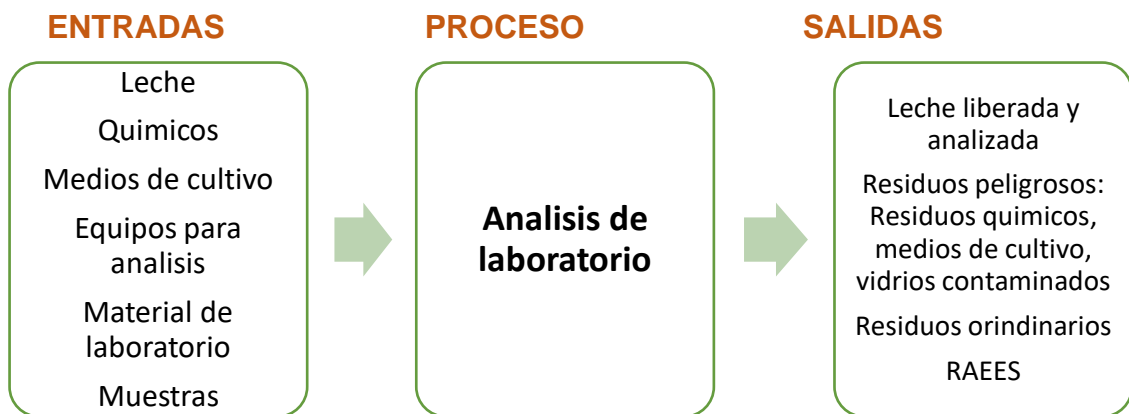 ENTRADAS
Leche
Quimicos
Medios de cultivo
Equipos para
analisis
Material de
laboratorio
Muestras
PROCESO
Analisis de
laboratorio
SALIDAS
Leche liberada y
analizada
Residuos peligrosos:
Residuos quimicos,
medios de cultivo,
vidrios contaminados
Residuos orindinarios
RAEES